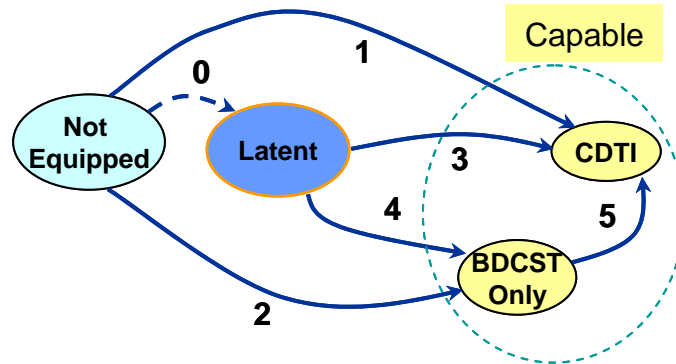 Capable
1
0
Not
Equipped
Latent
3
CDTI
4
5
BDCST
Only
2